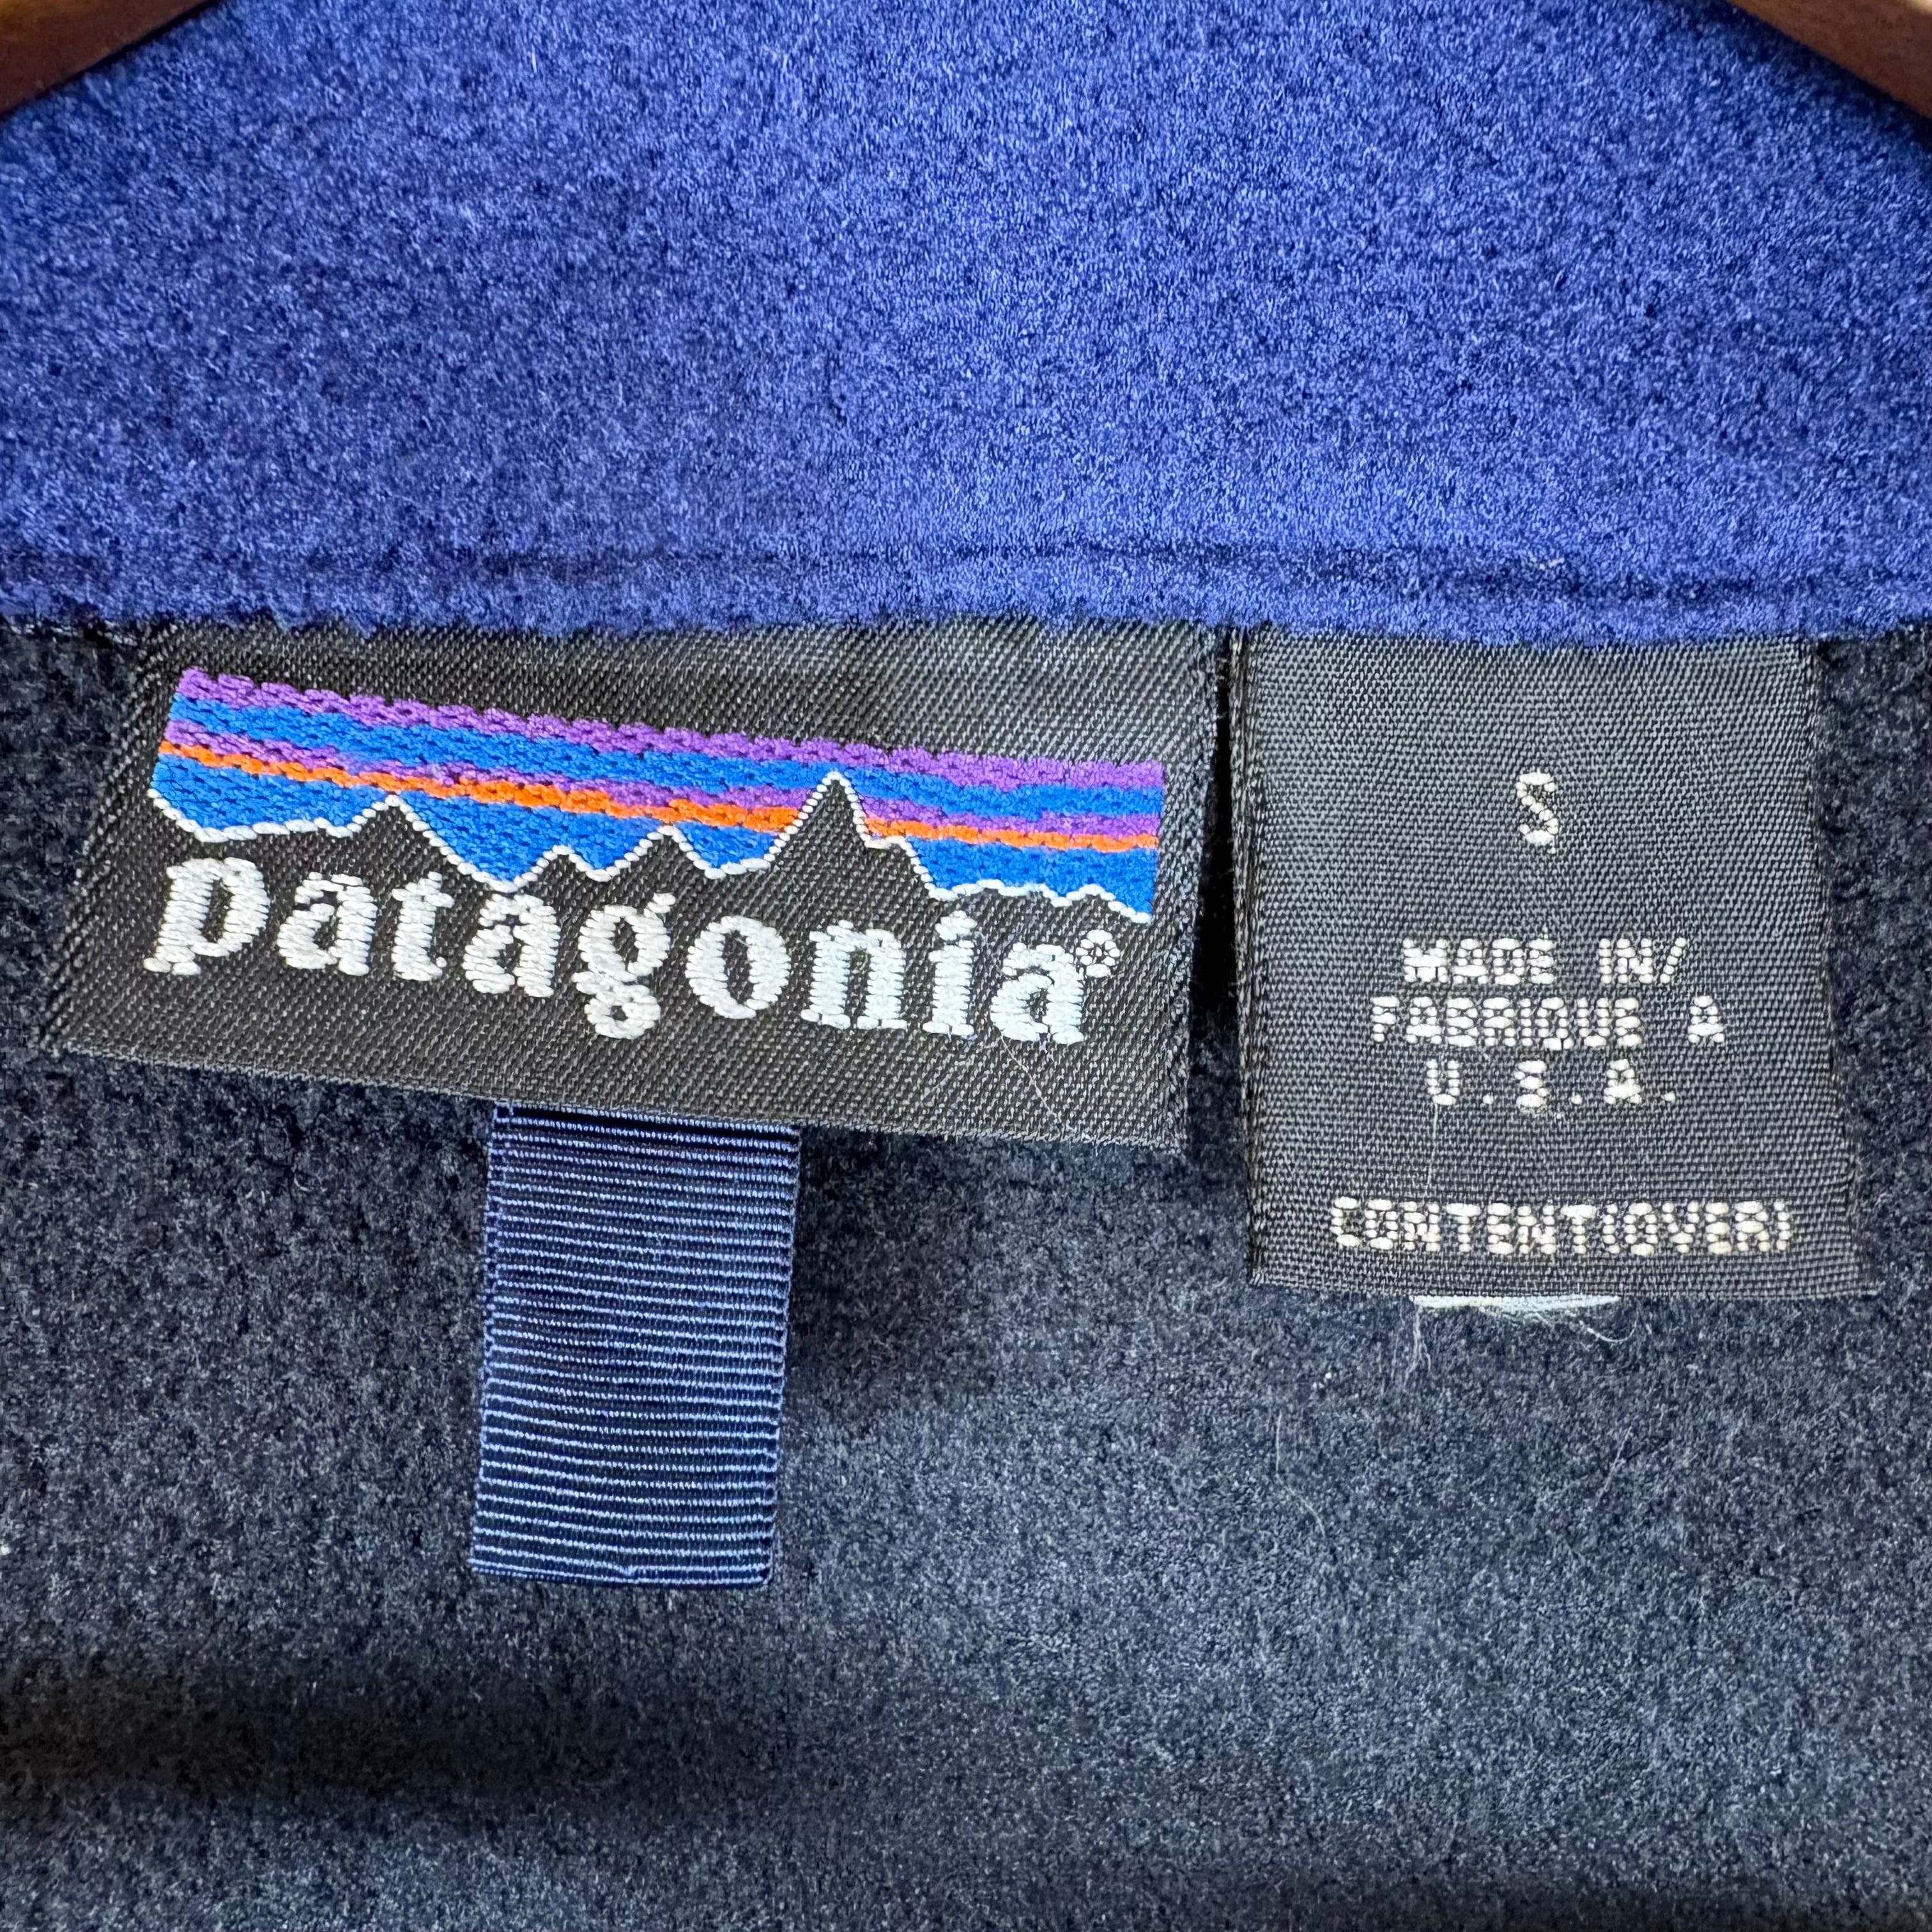 patagonia®
S
MADE IN/
FABRIQUE A
U.S.A.
CONTENT(OVER)